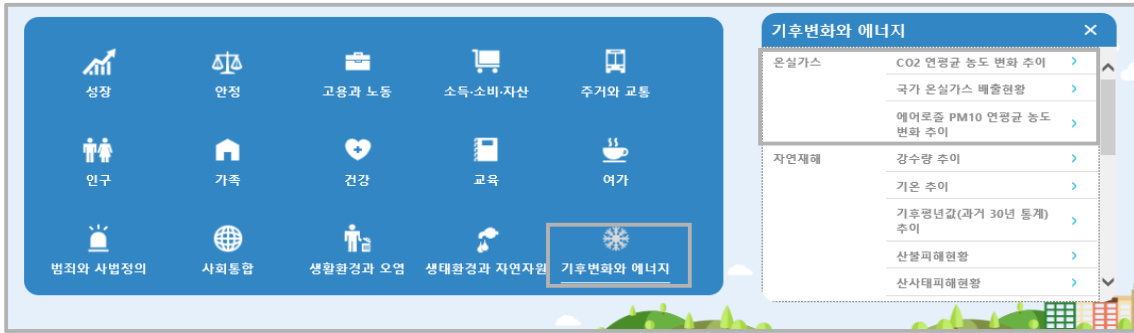 성장
안정
고용과 노동
소득·소비·자산
주거와 교통
인구
가족
건강
교육
여가
범죄와 사법정의
사회통합
생활환경과 오염
생태환경과 자연자원
기후변화와 에너지
기후변화와 에너지
온실가스
CO2 연평균 농도 변화 추이
국가 온실가스 배출현황
에어로졸 PM10 연평균 농도
변화 추이
자연재해
강수량 추이
기온 추이
기후평년값(과거 30년 통계)
추이
산불피해현황
산사태피해현황